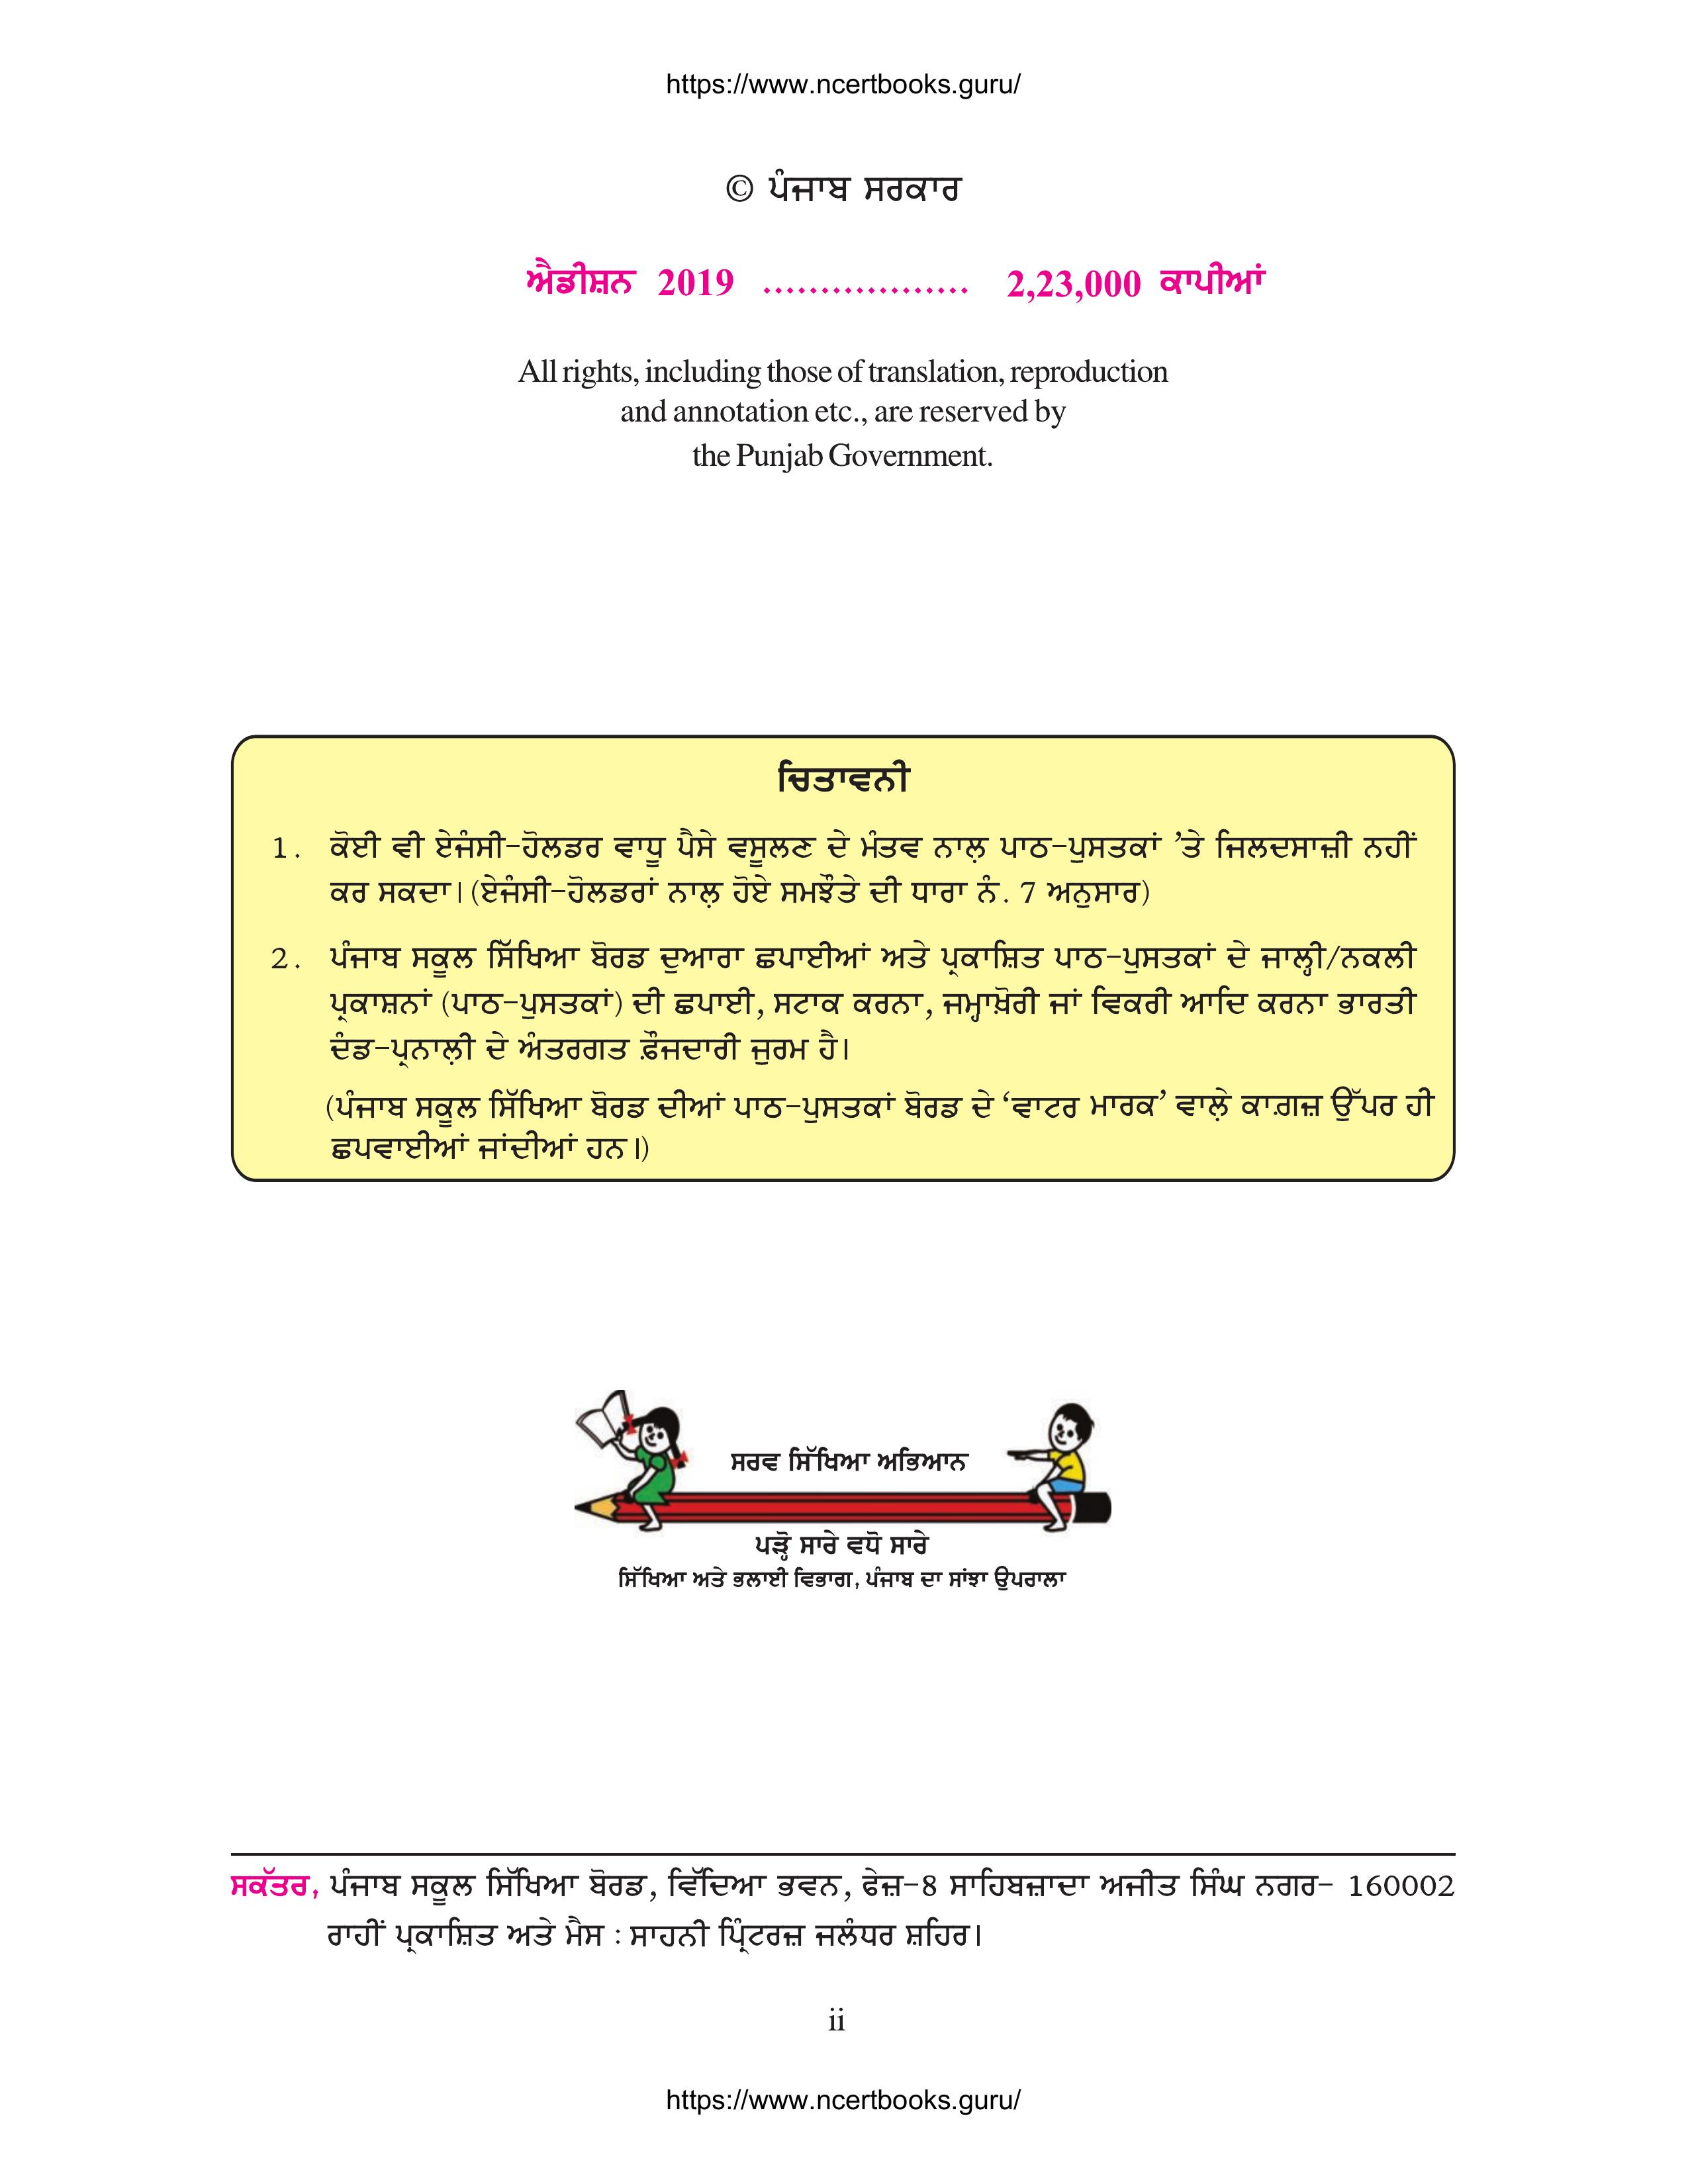 https://www.ncertbooks.guru/
© ਪੰਜਾਬ ਸਰਕਾਰ
ਐਡੀਸ਼ਨ 2019 .................. 2,23,000 ਕਾਪੀਆਂ
All rights, including those of translation, reproduction
and annotation etc., are reserved by
the Punjab Government.
ਚਿਤਾਵਨੀ
1. ਕੋਈ ਵੀ ਏਜੰਸੀ-ਹੋਲਡਰ ਵਾਧੂ ਪੈਸੇ ਵਸੂਲਣ ਦੇ ਮੰਤਵ ਨਾਲ਼ ਪਾਠ-ਪੁਸਤਕਾਂ ’ਤੇ ਜਿਲਦਸਾਜ਼ੀ ਨਹੀਂ
ਕਰ ਸਕਦਾ। (ਏਜੰਸੀ-ਹੋਲਡਰਾਂ ਨਾਲ਼ ਹੋਏ ਸਮਝੌਤੇ ਦੀ ਧਾਰਾ ਨੰ. 7 ਅਨੁਸਾਰ)
2. ਪੰਜਾਬ ਸਕੂਲ ਸਿੱਖਿਆ ਬੋਰਡ ਦੁਆਰਾ ਛਪਾਈਆਂ ਅਤੇ ਪ੍ਰਕਾਸ਼ਿਤ ਪਾਠ-ਪੁਸਤਕਾਂ ਦੇ ਜਾਲ੍ਹੀ/ਨਕਲੀ
ਪ੍ਰਕਾਸ਼ਨਾਂ (ਪਾਠ-ਪੁਸਤਕਾਂ) ਦੀ ਛਪਾਈ, ਸਟਾਕ ਕਰਨਾ, ਜਮ੍ਹਾਖ਼ੋਰੀ ਜਾਂ ਵਿਕਰੀ ਆਦਿ ਕਰਨਾ ਭਾਰਤੀ
ਦੰਡ-ਪ੍ਰਨਾਲ਼ੀ ਦੇ ਅੰਤਰਗਤ ਫ਼ੌਜਦਾਰੀ ਜੁਰਮ ਹੈ।
(ਪੰਜਾਬ ਸਕੂਲ ਸਿੱਖਿਆ ਬੋਰਡ ਦੀਆਂ ਪਾਠ-ਪੁਸਤਕਾਂ ਬੋਰਡ ਦੇ ‘ਵਾਟਰ ਮਾਰਕ’ ਵਾਲ਼ੇ ਕਾਗ਼ਜ਼ ਉੱਪਰ ਹੀ
ਛਪਵਾਈਆਂ ਜਾਂਦੀਆਂ ਹਨ।)
ਸਰਵ ਸਿੱਖਿਆ ਅਭਿਆਨ
ਪੜ੍ਹੋ ਸਾਰੇ ਵਧੋ ਸਾਰੇ
ਸਿੱਖਿਆ ਅਤੇ ਭਲਾਈ ਵਿਭਾਗ, ਪੰਜਾਬ ਦਾ ਸਾਂਝਾ ਉਪਰਾਲਾ
ਸਕੱਤਰ, ਪੰਜਾਬ ਸਕੂਲ ਸਿੱਖਿਆ ਬੋਰਡ, ਵਿੱਦਿਆ ਭਵਨ, ਫੇਜ਼-8 ਸਾਹਿਬਜ਼ਾਦਾ ਅਜੀਤ ਸਿੰਘ ਨਗਰ- 160002
ਰਾਹੀਂ ਪ੍ਰਕਾਸ਼ਿਤ ਅਤੇ ਮੈਸ : ਸਾਹਨੀ ਪ੍ਰਿੰਟਰਜ਼ ਜਲੰਧਰ ਸ਼ਹਿਰ।
ii
https://www.ncertbooks.guru/